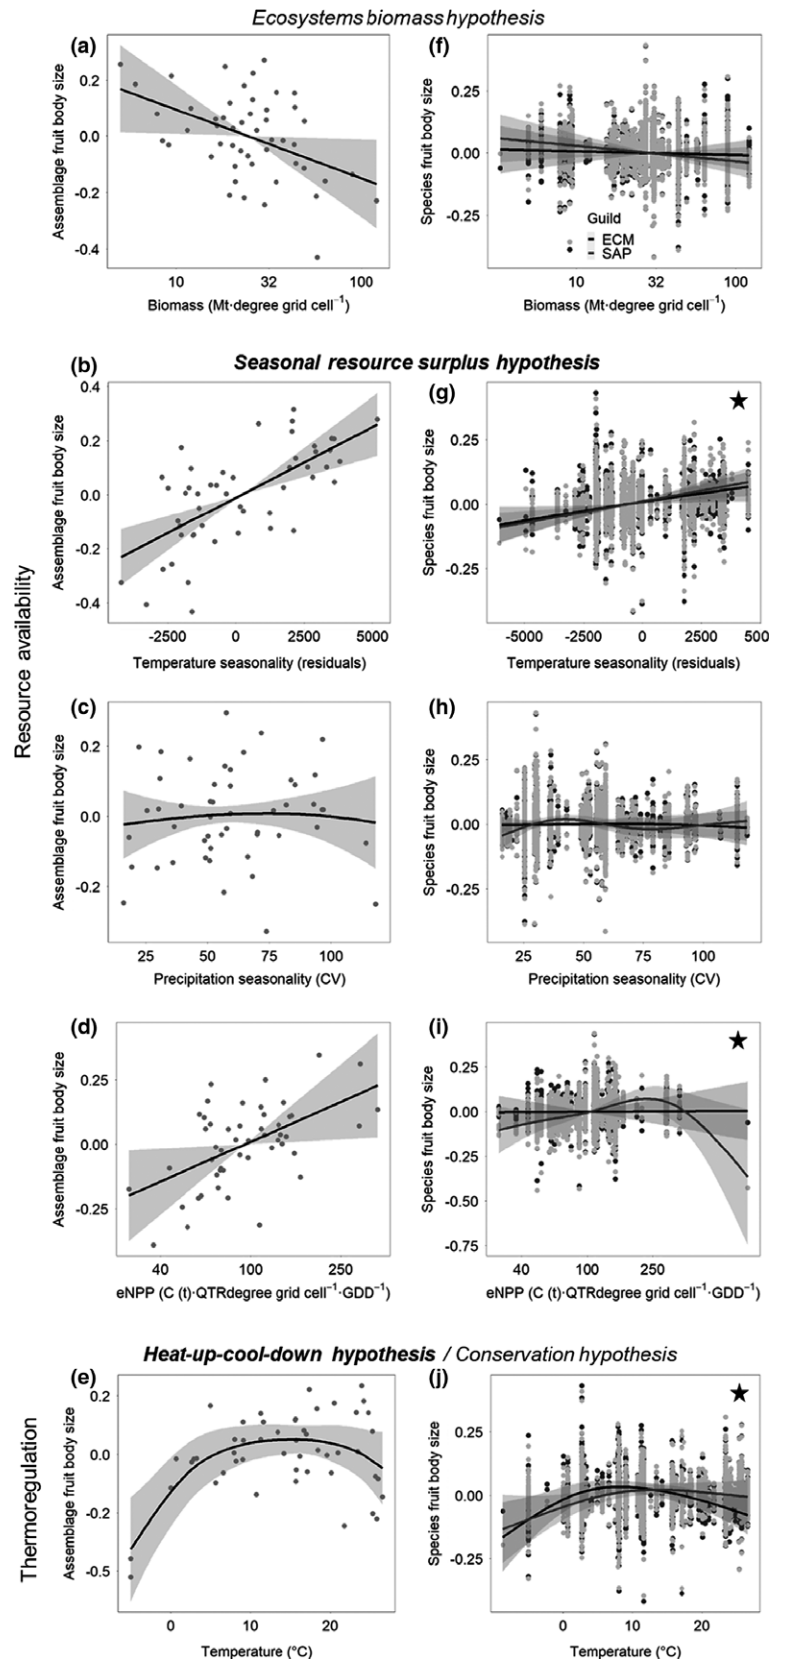 Ecosystems biomass hypothesis
(a)
Assemblage fruit body size
0.2
0.0
-0.2
-0.4
10 32 100
Biomass (Mt·degree grid cell⁻¹)
(f)
Species fruit body size
0.25
0.00
-0.25
Guild
ECM
SAP
10 32 100
Biomass (Mt·degree grid cell⁻¹)
Resource availability
Seasonal resource surplus hypothesis
(b)
Assemblage fruit body size
0.4
0.2
0.0
-0.2
-0.4
-2500 0 2500 5000
Temperature seasonality (residuals)
(g)
Species fruit body size
0.25
0.00
-0.25
-5000 -2500 0 2500 500
Temperature seasonality (residuals)
(c)
Assemblage fruit body size
0.2
0.0
-0.2
25 50 75 100
Precipitation seasonality (CV)
(h)
Species fruit body size
0.25
0.00
-0.25
25 50 75 100
Precipitation seasonality (CV)
(d)
Assemblage fruit body size
0.25
0.00
-0.25
40 100 250
eNPP (C (t)·QTRdegree grid cell⁻¹·GDD⁻¹)
(i)
Species fruit body size
0.25
0.00
-0.25
-0.50
-0.75
40 100 250
eNPP (C (t)·QTRdegree grid cell⁻¹·GDD⁻¹)
Thermoregulation
Heat-up-cool-down hypothesis / Conservation hypothesis
(e)
Assemblage fruit body size
0.2
0.0
-0.2
-0.5
0 10 20
Temperature (°C)
(j)
Species fruit body size
0.25
0.00
-0.25
0 10 20
Temperature (°C)